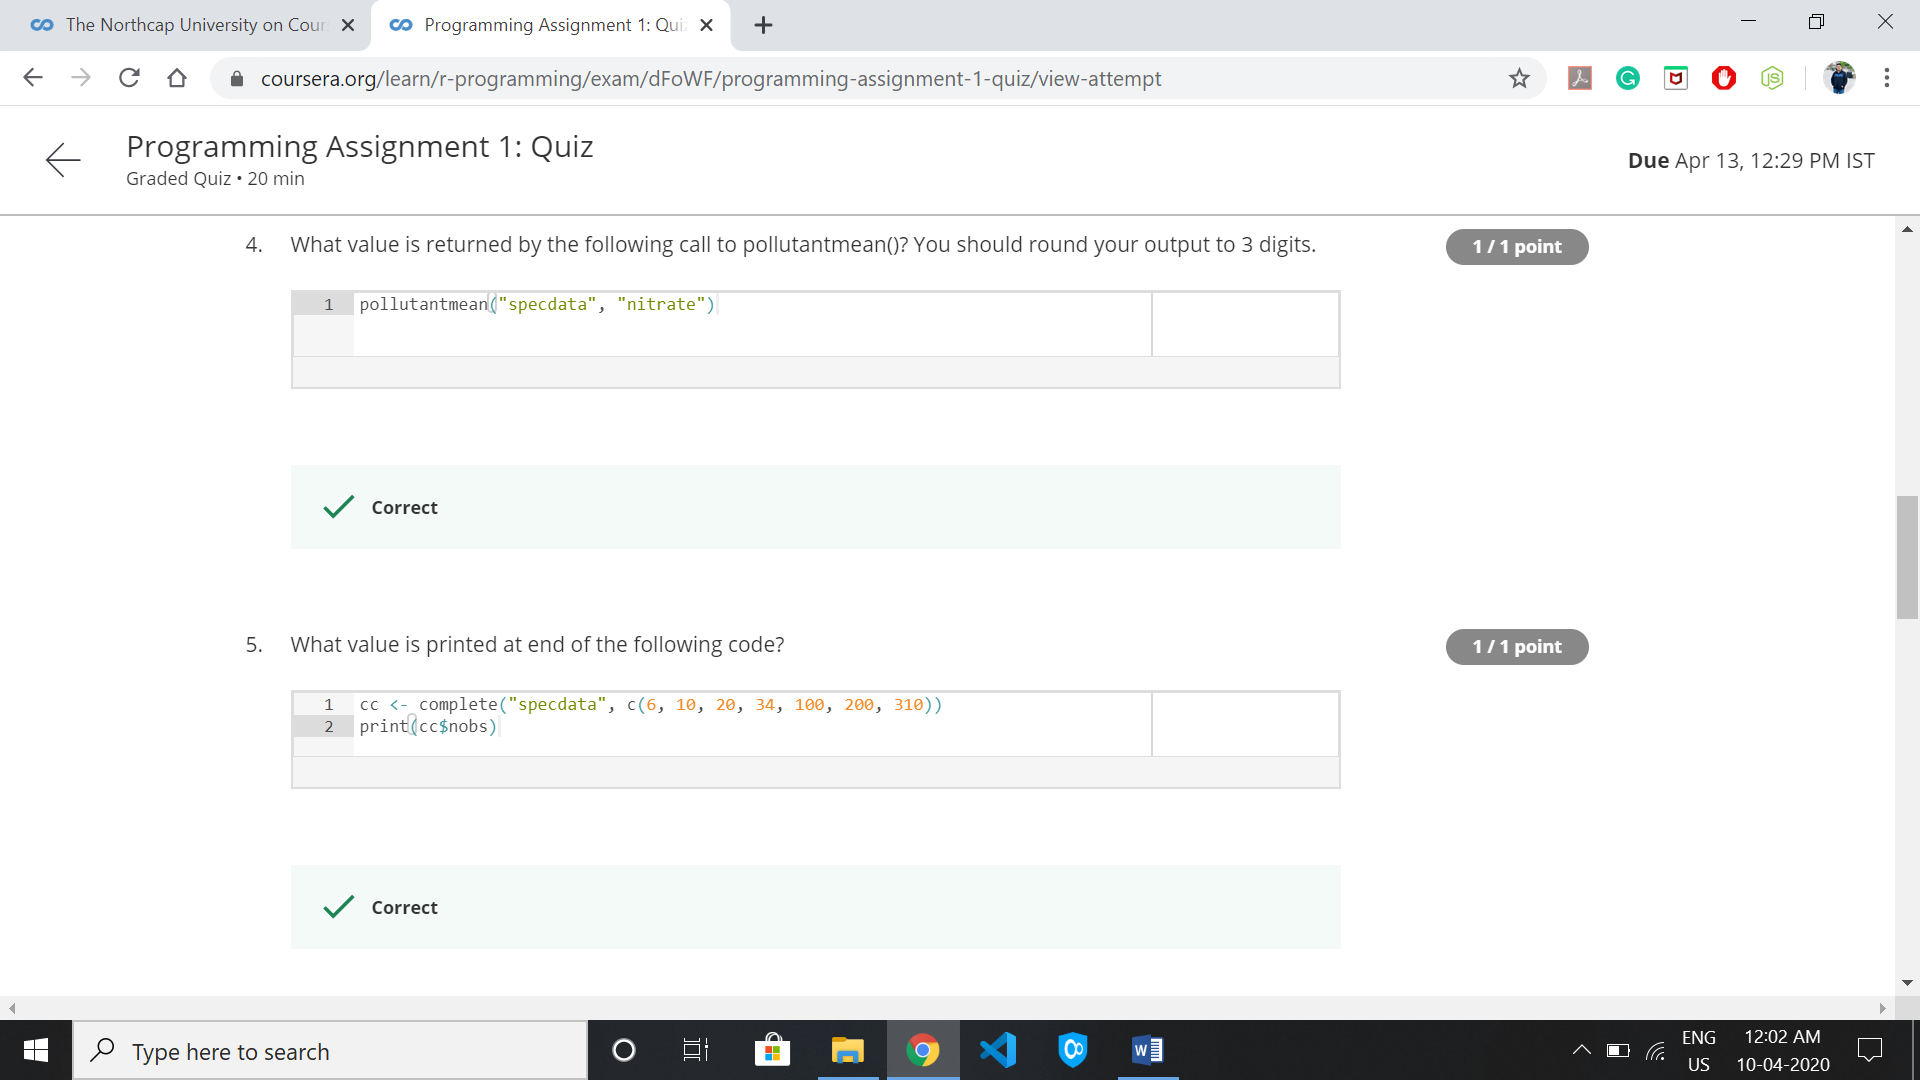 The Northcap University on Cour
Programming Assignment 1: Qui
coursera.org/learn/r-programming/exam/dFoWF/programming-assignment-1-quiz/view-attempt
Programming Assignment 1: Quiz
Graded Quiz • 20 min
Due Apr 13, 12:29 PM IST
4. What value is returned by the following call to pollutantmean()? You should round your output to 3 digits.
1 / 1 point
1 pollutantmean("specdata", "nitrate")
Correct
5. What value is printed at end of the following code?
1 / 1 point
1 cc <- complete("specdata", c(6, 10, 20, 34, 100, 200, 310))
2 print(cc$nobs)
Correct
Type here to search
ENG
US
12:02 AM
10-04-2020